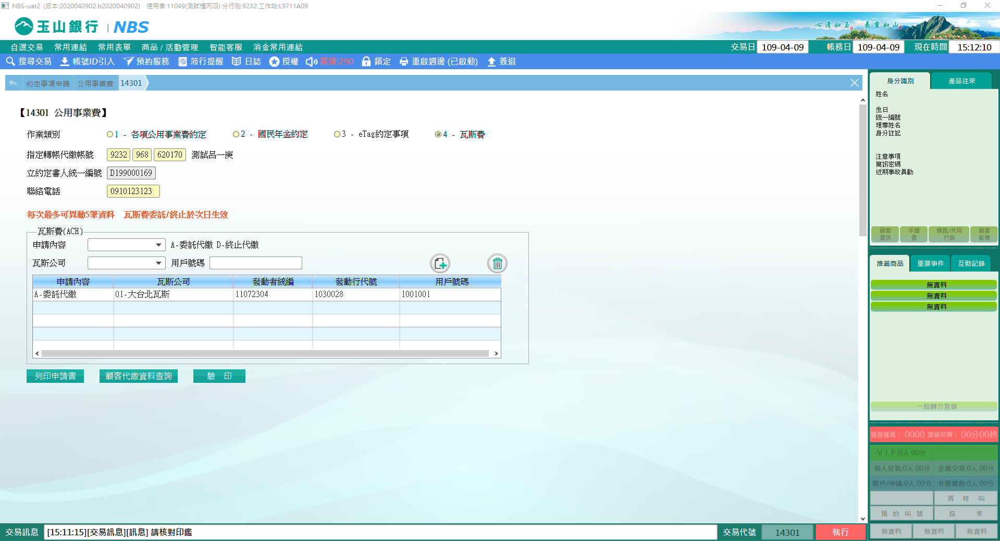 NBS-uat2 (版本:2020040902.b2020040902) 使用者:11049(測試櫃丙四) 分行別:9232 工作站:L9711A09
玉山銀行 NBS
心清如玉。義重如山。
自選交易 常用連結 常用表單 商品 / 活動管理 智能客服 消金常用連結 交易日 109-04-09 帳務日 109-04-09 現在時間 15:12:10
搜尋交易 帳號ID引入 預約服務 蒞行提醒 日誌 授權 廣播:290 鎖定 重啟週邊 (已啟動) 簽退
約定事項申請 公用事業費 14301
【14301 公用事業費】
作業類別 1 - 各項公用事業費約定 2 - 國民年金約定 3 - eTag約定事項 4 - 瓦斯費
指定轉帳代繳帳號 9232 968 620170 測試呂一庚
立約定書人統一編號 D199000169
聯絡電話 0910123123
每次最多可異動5筆資料 瓦斯費委託/終止於次日生效
瓦斯費(ACH)
申請內容 A-委託代繳 D-終止代繳
瓦斯公司 用戶號碼
申請內容 瓦斯公司 發動者統編 發動行代號 用戶號碼
A-委託代繳 01-大台北瓦斯 11072304 1030028 1001001
列印申請書 顧客代繳資料查詢 驗 印
身分識別 產品往來
姓名
生日
統一編號
理專姓名
身分註記
注意事項
簡訊密碼
近期事故異動
顧客資訊 手續費 通路/共同行銷 顧客影像
推薦商品 重要事件 互動記錄
無資料
無資料
無資料
一般轉介登錄
服務號碼: 0000 等候時間: 00分00秒
VIP:0人 00分
個人交易:0人 00分 企業交易:0人 00分
開戶/申請:0人 00分 外匯業務:0人 00分
再 呼 叫
預 約 叫 號 結 束
無資料 無資料 無資料
交易訊息 [15:11:15][交易訊息][訊息] 請核對印鑑 交易代號 14301 執行